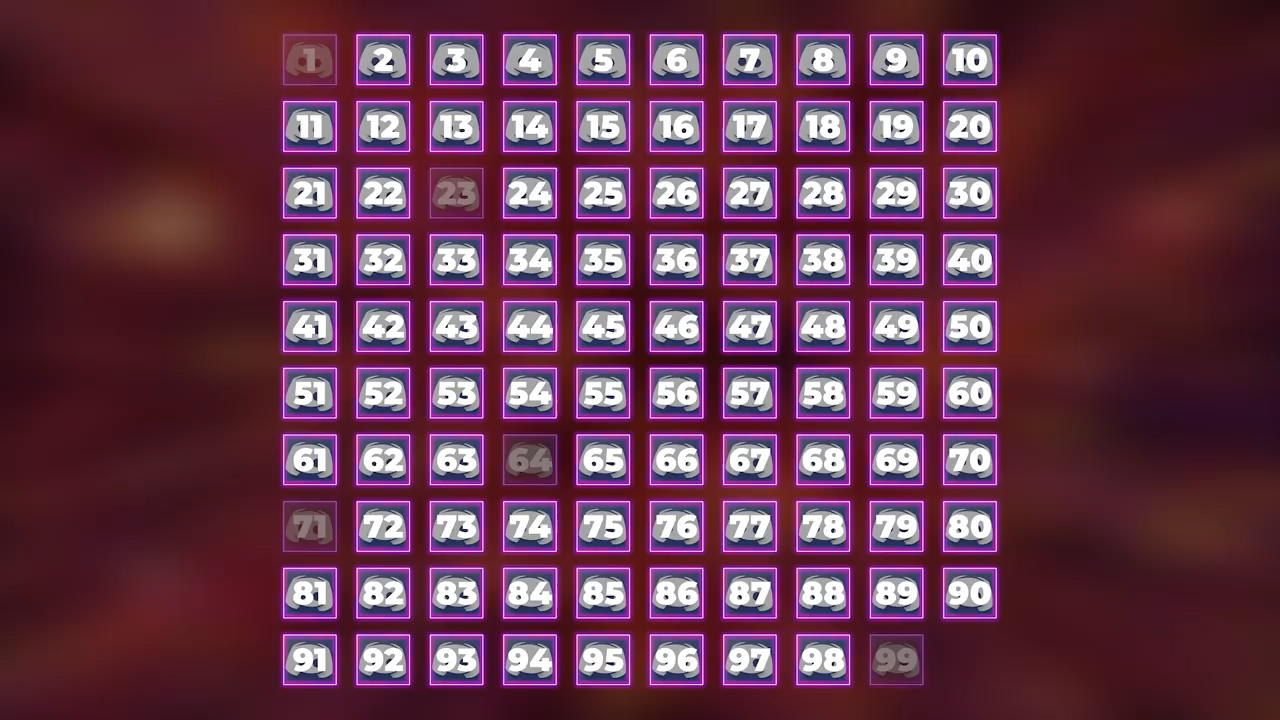 1 2 3 4 5 6 7 8 9 10
11 12 13 14 15 16 17 18 19 20
21 22 23 24 25 26 27 28 29 30
31 32 33 34 35 36 37 38 39 40
41 42 43 44 45 46 47 48 49 50
51 52 53 54 55 56 57 58 59 60
61 62 63 64 65 66 67 68 69 70
71 72 73 74 75 76 77 78 79 80
81 82 83 84 85 86 87 88 89 90
91 92 93 94 95 96 97 98 99